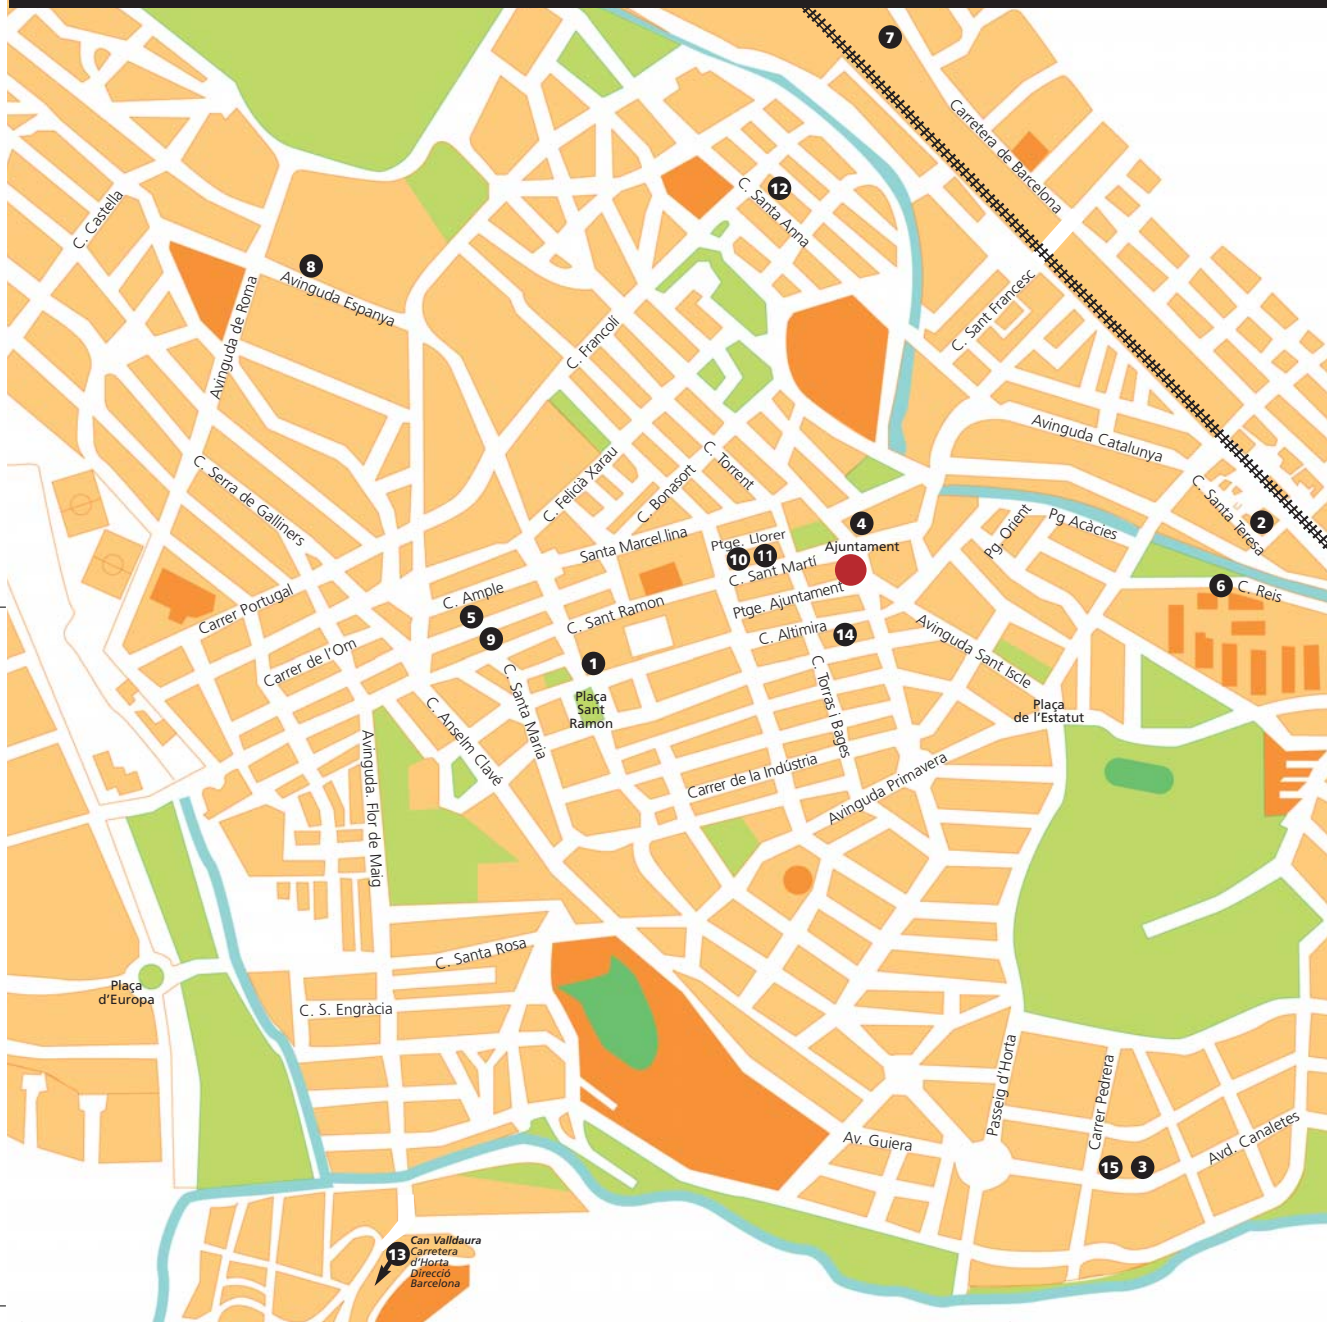 7
Carretera de Barcelona
12
C. Santa Anna
C. Castella
8
Avinguda Espanya
Avinguda de Roma
C. Sant Francesc
C. Francolí
Avinguda Catalunya
C. Torrent
C. Serra de Galliners
C. Felicià Xarau
C. Bonasort
C. Santa Teresa
2
Pg Acàcies
Pg. Orient
4
Ajuntament
Santa Marcel.lina
Ptge. Llorer
10
11
C. Sant Martí
6
C. Reis
Carrer Portugal
C. Ample
5
C. Sant Ramon
Ptge. Ajuntament
9
C. Altimira
14
Avinguda Sant Iscle
Carrer de l'Om
1
Plaça
Sant
Ramon
C. Santa Maria
C. Torras i Bages
Plaça
de l'Estatut
C. Anselm Clavé
Avinguda. Flor de Maig
Carrer de la Indústria
Avinguda Primavera
C. Santa Rosa
Plaça
d'Europa
C. S. Engràcia
Passeig d'Horta
Carrer Pedrera
Av. Guiera
Avd. Canaletes
15
3
13
Can Valldaura
Carretera
d'Horta
Direcció
Barcelona